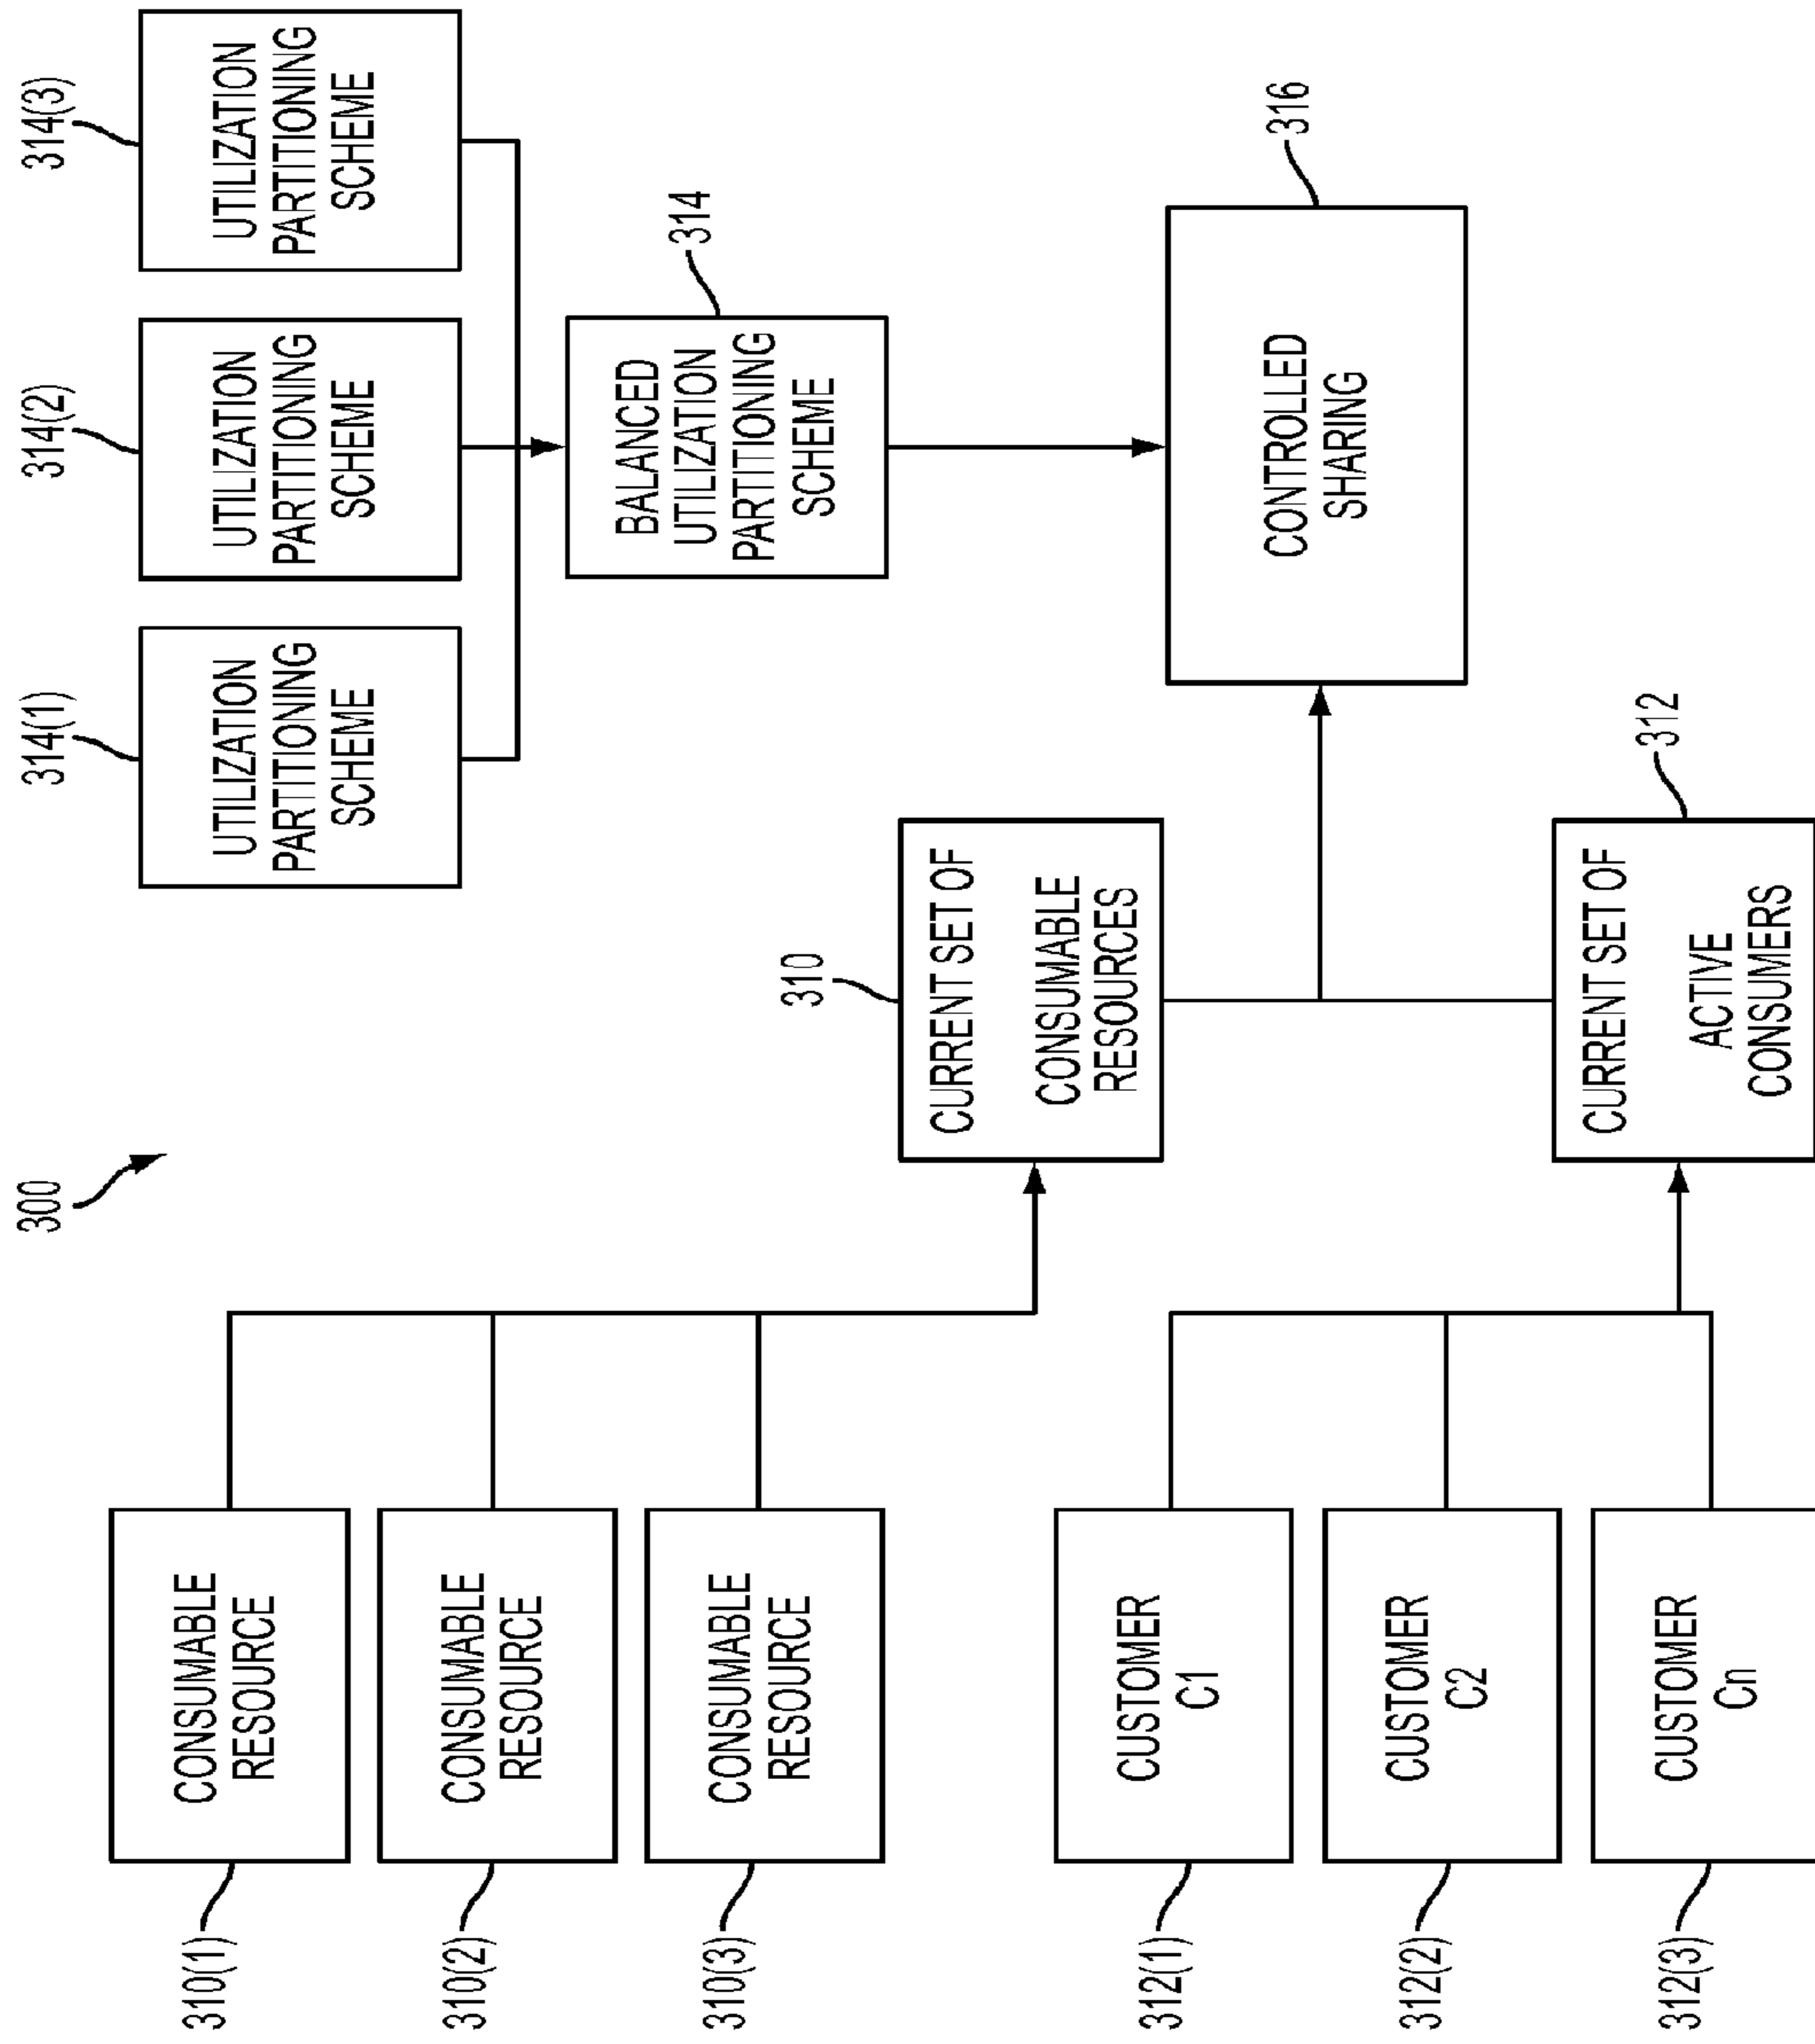 300
310(1)
CONSUMABLE
RESOURCE
310(2)
CONSUMABLE
RESOURCE
310(3)
CONSUMABLE
RESOURCE
312(1)
CUSTOMER
C1
312(2)
CUSTOMER
C2
312(3)
CUSTOMER
Cn
310
CURRENT SET OF
CONSUMABLE
RESOURCES
312
CURRENT SET OF
ACTIVE
CONSUMERS
314(1)
UTILIZATION
PARTITIONING
SCHEME
314(2)
UTILIZATION
PARTITIONING
SCHEME
314(3)
UTILIZATION
PARTITIONING
SCHEME
314
BALANCED
UTILIZATION
PARTITIONING
SCHEME
316
CONTROLLED
SHARING